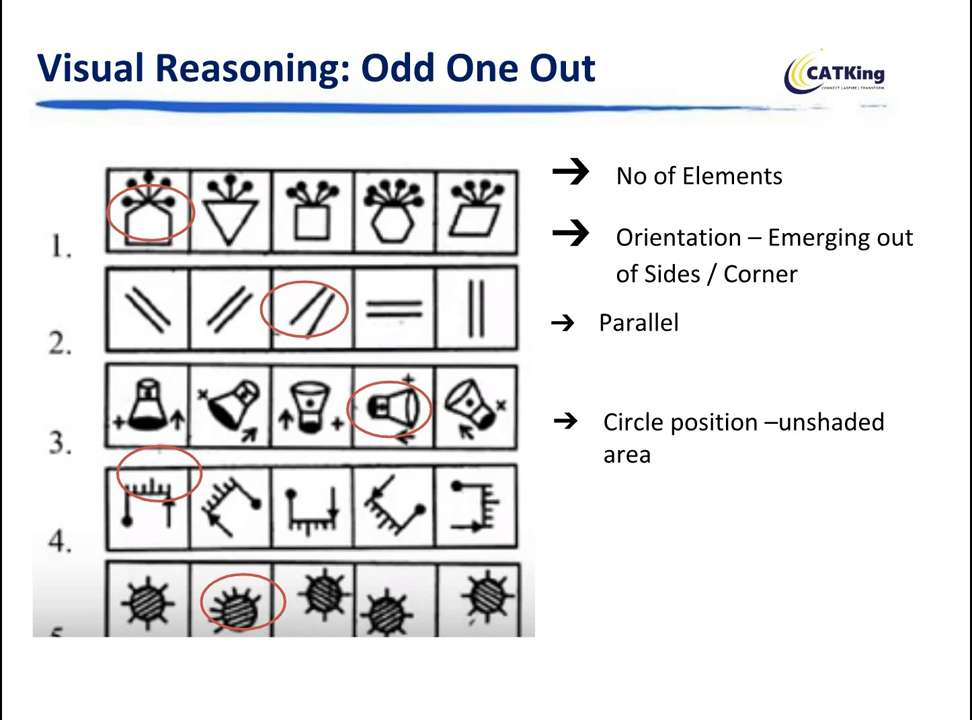 Visual Reasoning: Odd One Out
CATKing
CONNECT | ASPIRE | TRANSFORM
No of Elements
Orientation – Emerging out
of Sides / Corner
Parallel
Circle position –unshaded
area
1.
2.
3.
4.